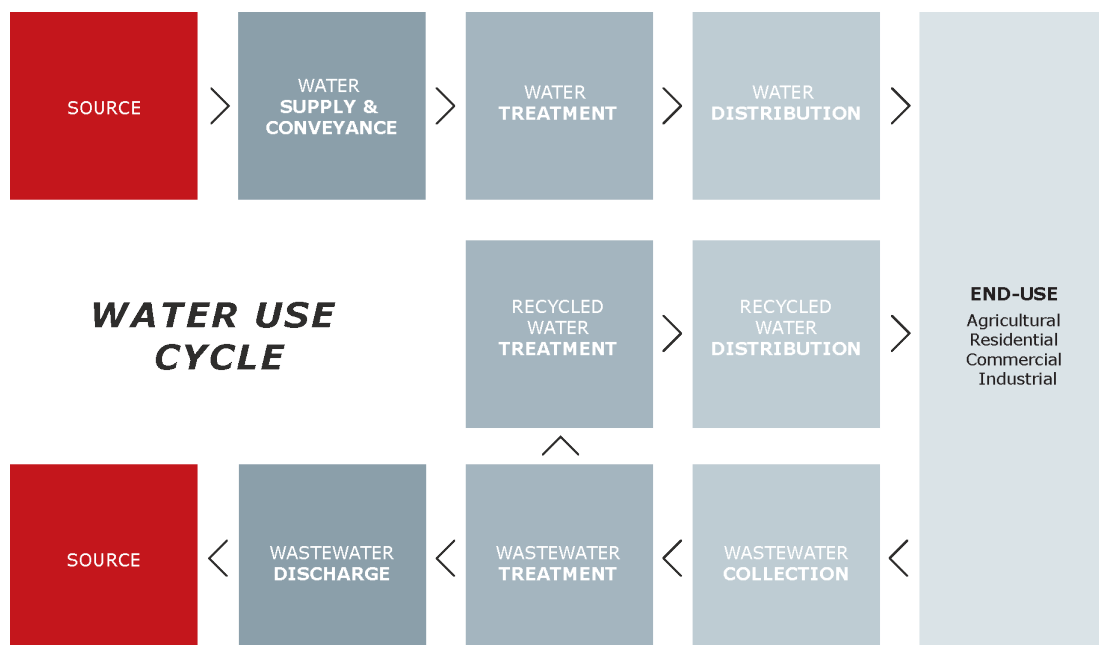 SOURCE
WATER
SUPPLY &
CONVEYANCE
WATER
TREATMENT
WATER
DISTRIBUTION
WATER USE
CYCLE
RECYCLED
WATER
TREATMENT
RECYCLED
WATER
DISTRIBUTION
END-USE
Agricultural
Residential
Commercial
Industrial
SOURCE
WASTEWATER
DISCHARGE
WASTEWATER
TREATMENT
WASTEWATER
COLLECTION